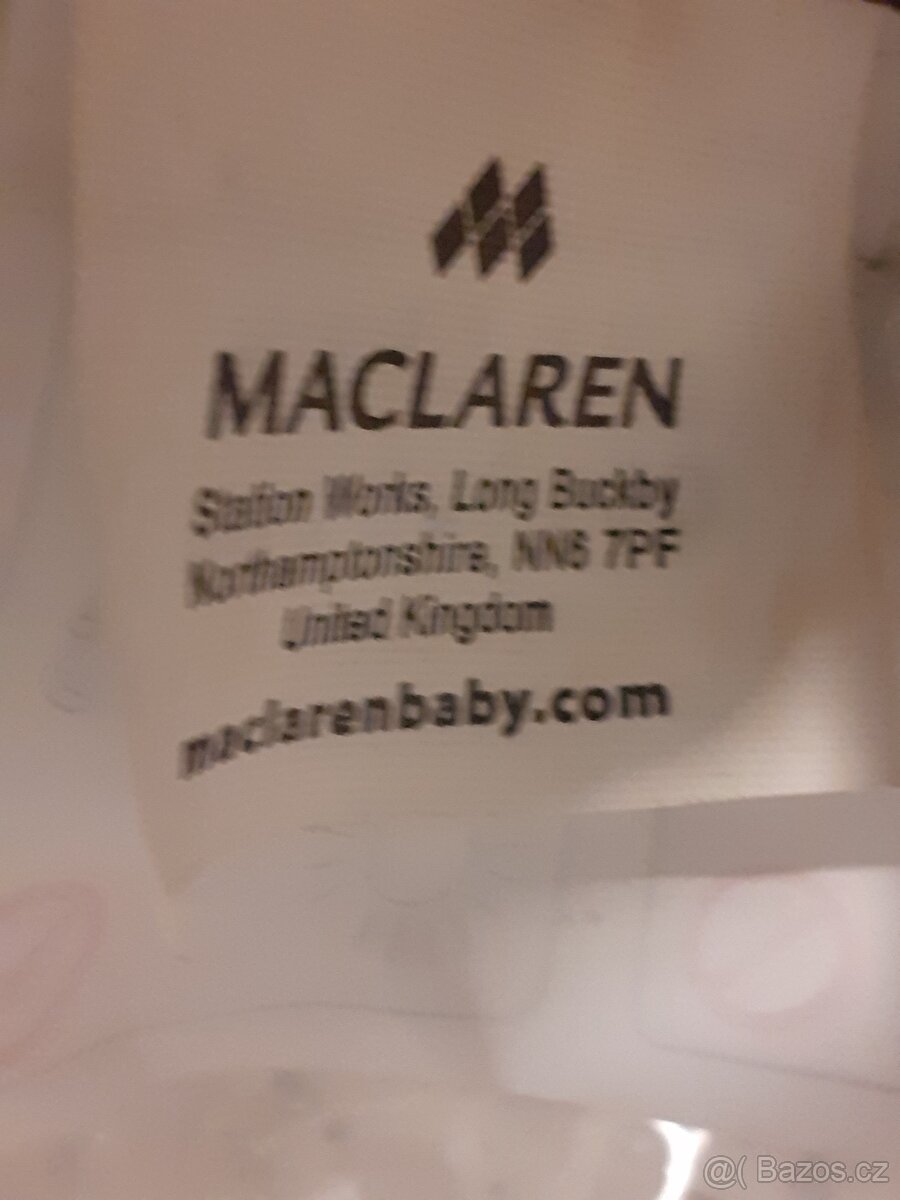 MACLAREN
Station Works, Long Buckby
Northamptonshire, NN6 7PF
United Kingdom
maclarenbaby.com
@( Bazos.cz